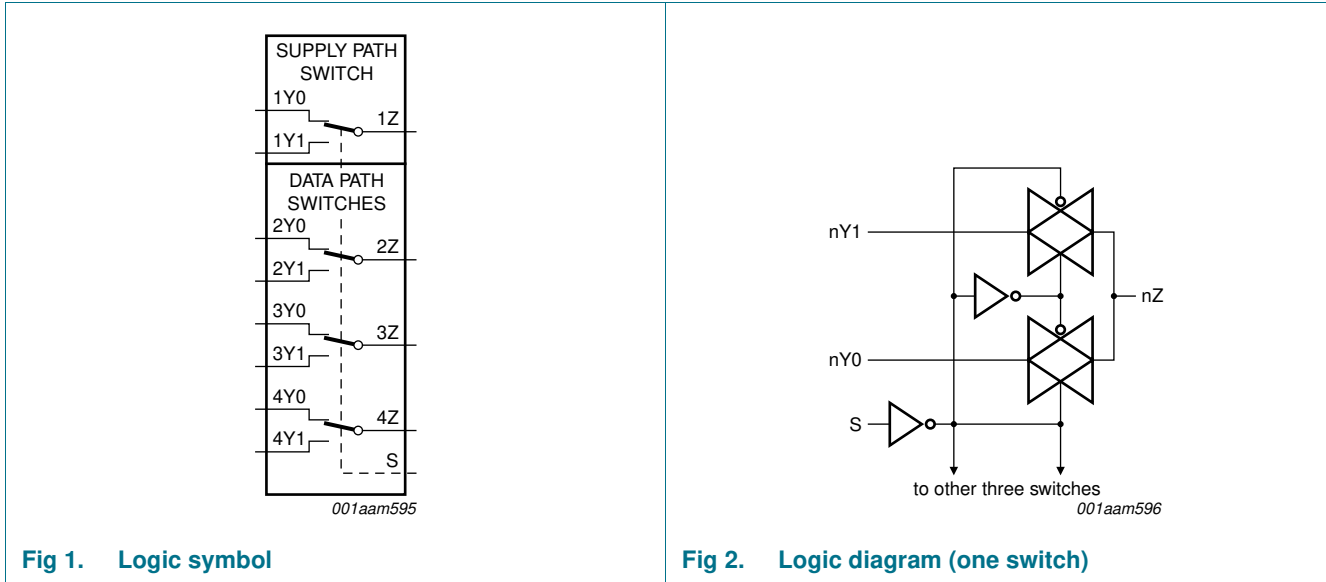 SUPPLY PATH
SWITCH
1Y0
1Z
1Y1
DATA PATH
SWITCHES
2Y0
2Z
2Y1
3Y0
3Z
3Y1
4Y0
4Z
4Y1
S
001aam595
Fig 1. Logic symbol
nY1
nZ
nY0
S
to other three switches
001aam596
Fig 2. Logic diagram (one switch)